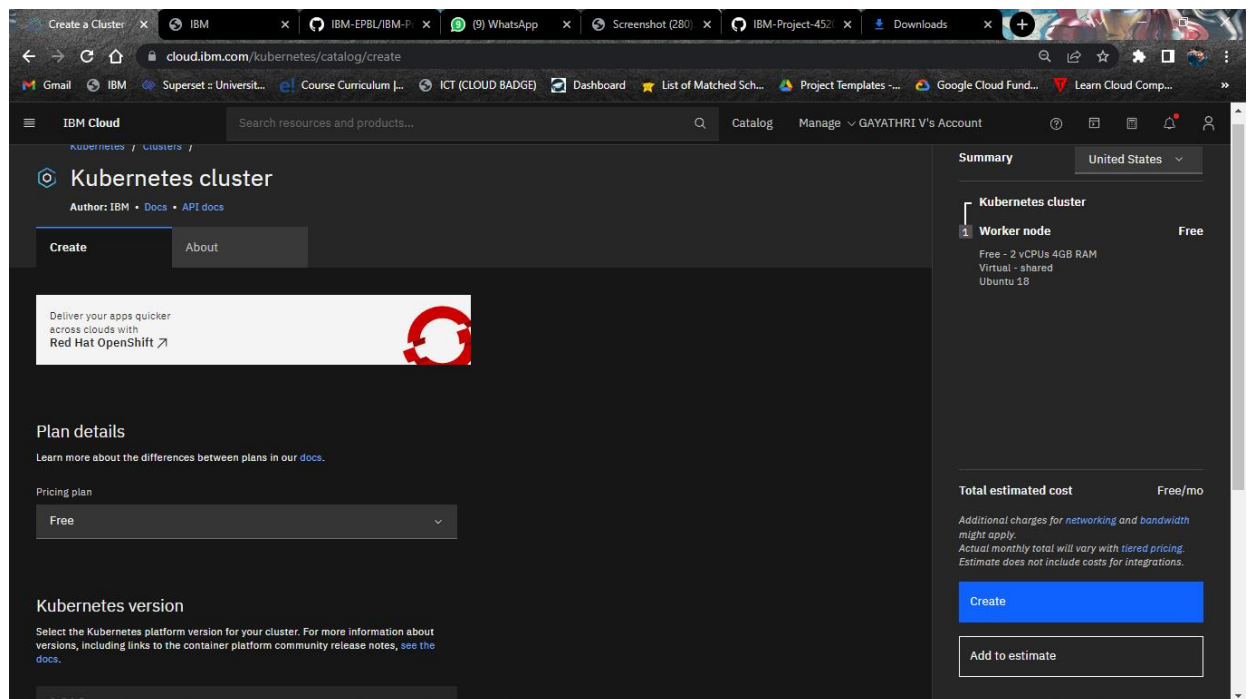 Create a Cluster
IBM
IBM-EPBL/IBM-P
(9) WhatsApp
Screenshot (280)
IBM-Project-452
Downloads
cloud.ibm.com/kubernetes/catalog/create
Gmail
IBM
Superset :: Universit...
Course Curriculum |...
ICT (CLOUD BADGE)
Dashboard
List of Matched Sch...
Project Templates -...
Google Cloud Fund...
Learn Cloud Comp...
»
IBM Cloud
Search resources and products...
Catalog
Manage
GAYATHRI V's Account
Kubernetes / Clusters /
Kubernetes cluster
Author: IBM • Docs • API docs
Create
About
Deliver your apps quicker
across clouds with
Red Hat OpenShift
Plan details
Learn more about the differences between plans in our docs.
Pricing plan
Free
Kubernetes version
Select the Kubernetes platform version for your cluster. For more information about
versions, including links to the container platform community release notes, see the
docs.
Summary
United States
Kubernetes cluster
1 Worker node
Free
Free - 2 vCPUs 4GB RAM
Virtual - shared
Ubuntu 18
Total estimated cost
Free/mo
Additional charges for networking and bandwidth
might apply.
Actual monthly total will vary with tiered pricing.
Estimate does not include costs for integrations.
Create
Add to estimate